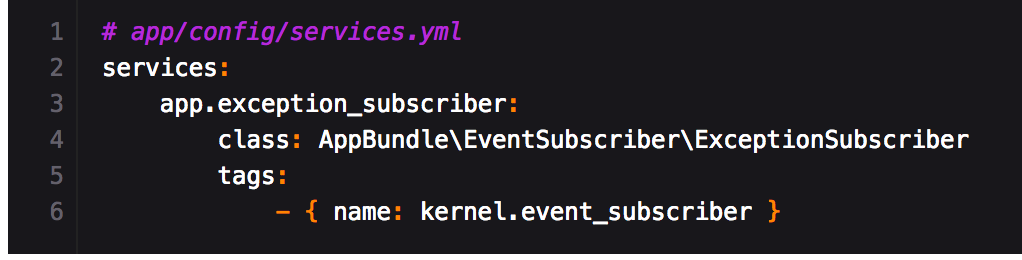 1 # app/config/services.yml
2 services:
3 app.exception_subscriber:
4 class: AppBundle\EventSubscriber\ExceptionSubscriber
5 tags:
6 - { name: kernel.event_subscriber }